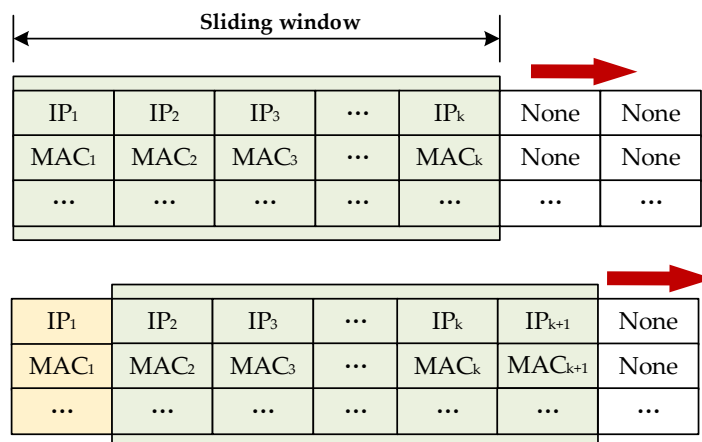 Sliding window
IP₁ IP₂ IP₃ ... IPₖ None None
MAC₁ MAC₂ MAC₃ ... MACₖ None None
... ... ... ... ... ... ...
IP₁ IP₂ IP₃ ... IPₖ IPₖ₊₁ None
MAC₁ MAC₂ MAC₃ ... MACₖ MACₖ₊₁ None
... ... ... ... ... ... ...